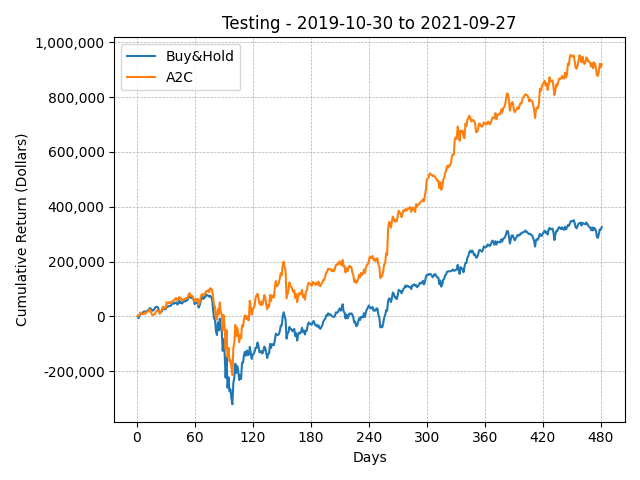 Testing - 2019-10-30 to 2021-09-27
Buy&Hold
A2C
Cumulative Return (Dollars)
1,000,000
800,000
600,000
400,000
200,000
0
-200,000
0 60 120 180 240 300 360 420 480
Days